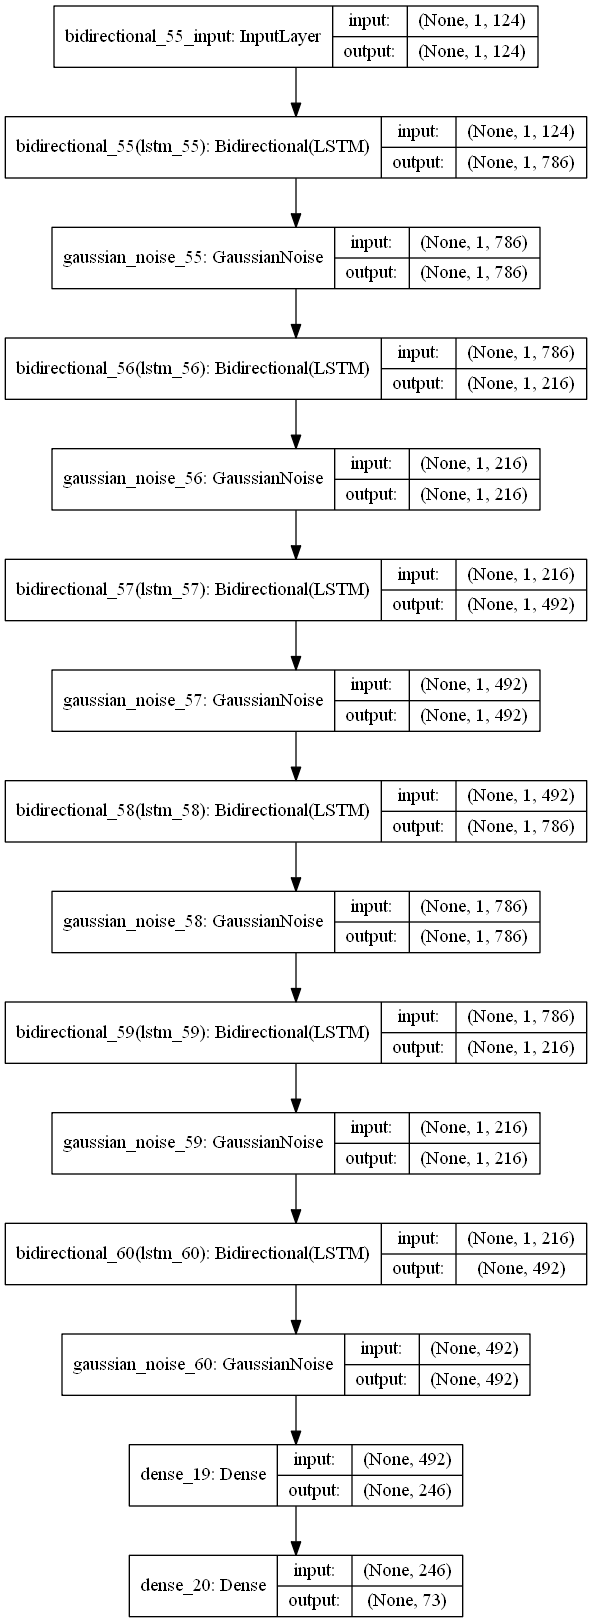 bidirectional_55_input: InputLayer
input: (None, 1, 124)
output: (None, 1, 124)
bidirectional_55(lstm_55): Bidirectional(LSTM)
input: (None, 1, 124)
output: (None, 1, 786)
gaussian_noise_55: GaussianNoise
input: (None, 1, 786)
output: (None, 1, 786)
bidirectional_56(lstm_56): Bidirectional(LSTM)
input: (None, 1, 786)
output: (None, 1, 216)
gaussian_noise_56: GaussianNoise
input: (None, 1, 216)
output: (None, 1, 216)
bidirectional_57(lstm_57): Bidirectional(LSTM)
input: (None, 1, 216)
output: (None, 1, 492)
gaussian_noise_57: GaussianNoise
input: (None, 1, 492)
output: (None, 1, 492)
bidirectional_58(lstm_58): Bidirectional(LSTM)
input: (None, 1, 492)
output: (None, 1, 786)
gaussian_noise_58: GaussianNoise
input: (None, 1, 786)
output: (None, 1, 786)
bidirectional_59(lstm_59): Bidirectional(LSTM)
input: (None, 1, 786)
output: (None, 1, 216)
gaussian_noise_59: GaussianNoise
input: (None, 1, 216)
output: (None, 1, 216)
bidirectional_60(lstm_60): Bidirectional(LSTM)
input: (None, 1, 216)
output: (None, 492)
gaussian_noise_60: GaussianNoise
input: (None, 492)
output: (None, 492)
dense_19: Dense
input: (None, 492)
output: (None, 246)
dense_20: Dense
input: (None, 246)
output: (None, 73)